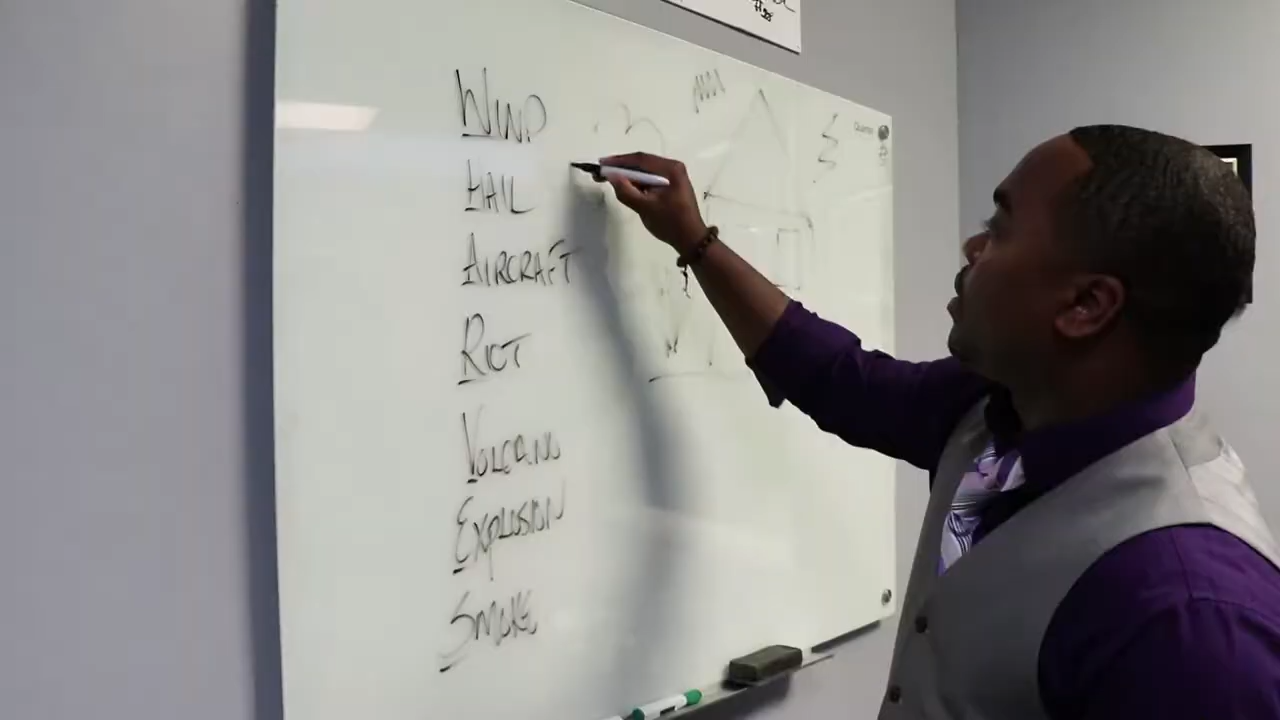 WIND
HAIL
AIRCRAFT
RIOT
VOLCANO
EXPLOSION
SMOKE